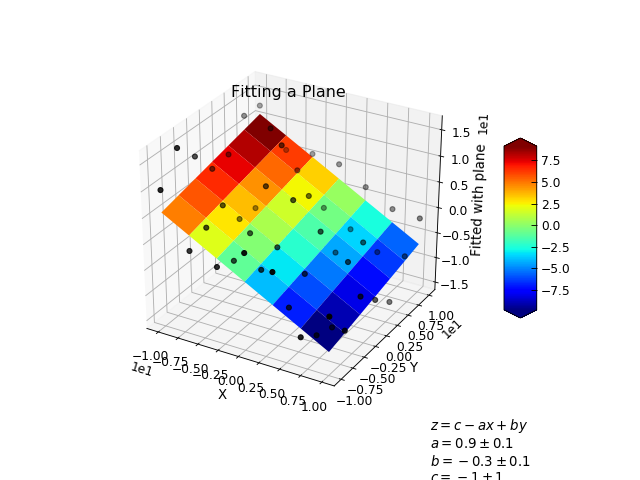 Fitting a Plane
1e1
1.5
1.0
0.5
0.0
−0.5
−1.0
−1.5
Fitted with plane
7.5
5.0
2.5
0.0
−2.5
−5.0
−7.5
−1.00
−0.75
−0.50
−0.25
0.00
0.25
0.50
0.75
1.00
1e1
X
−1.00
−0.75
−0.50
−0.25
0.00
0.25
0.50
0.75
1.00
1e1
Y
z = c − ax + by
a = 0.9 ± 0.1
b = − 0.3 ± 0.1
c = − 1 ± 1